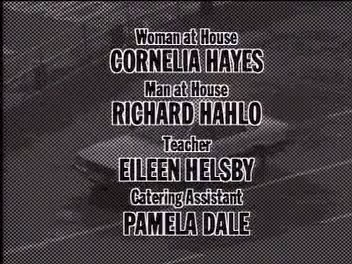 Woman at House
CORNELIA HAYES
Man at House
RICHARD HAHLO
Teacher
EILEEN HELSBY
Catering Assistant
PAMELA DALE